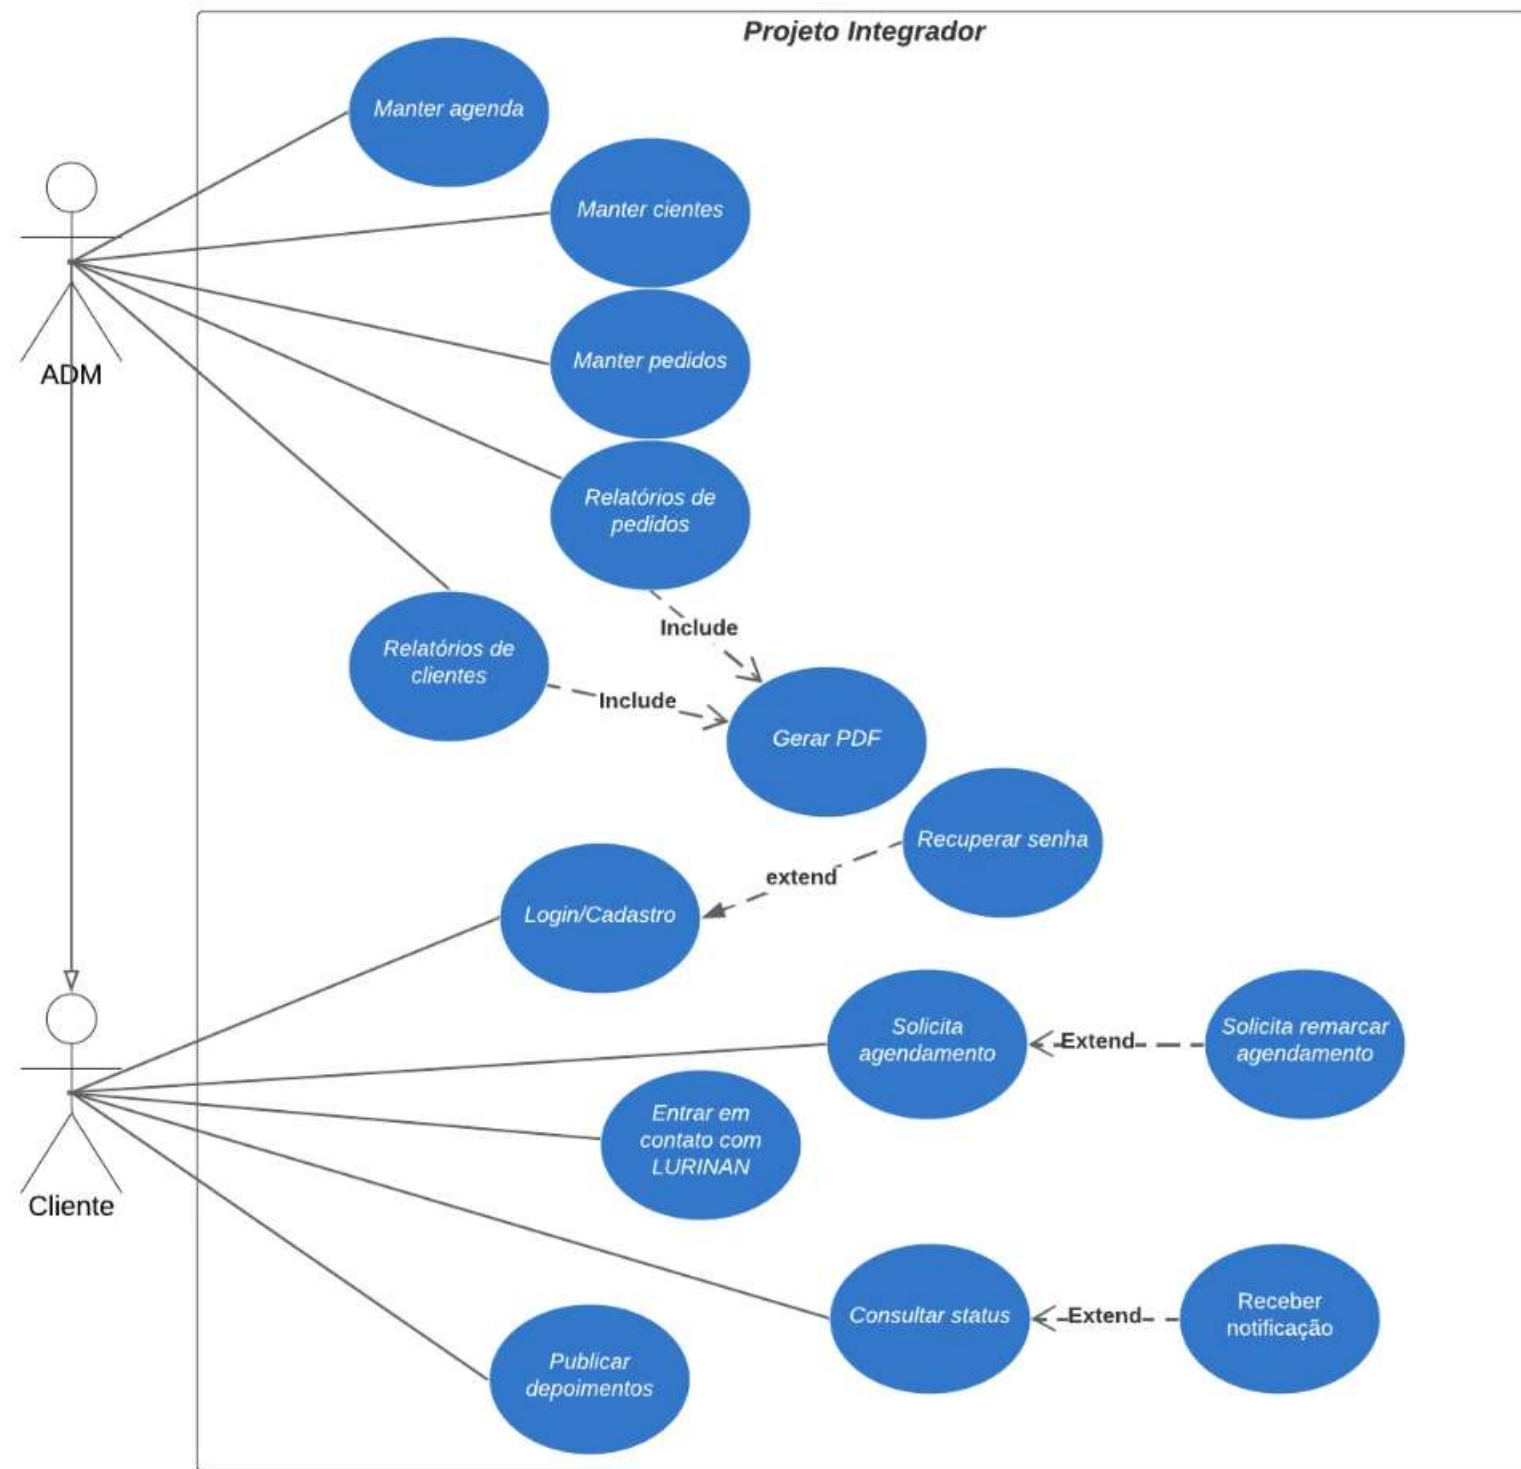 Projeto Integrador
Manter agenda
Manter cientes
Manter pedidos
ADM
Relatórios de
pedidos
Include
Relatórios de
clientes
Include
Gerar PDF
Recuperar senha
extend
Login/Cadastro
Solicita
agendamento
Extend
Solicita remarcar
agendamento
Entrar em
contato com
LURINAN
Cliente
Consultar status
Extend
Receber
notificação
Publicar
depoimentos